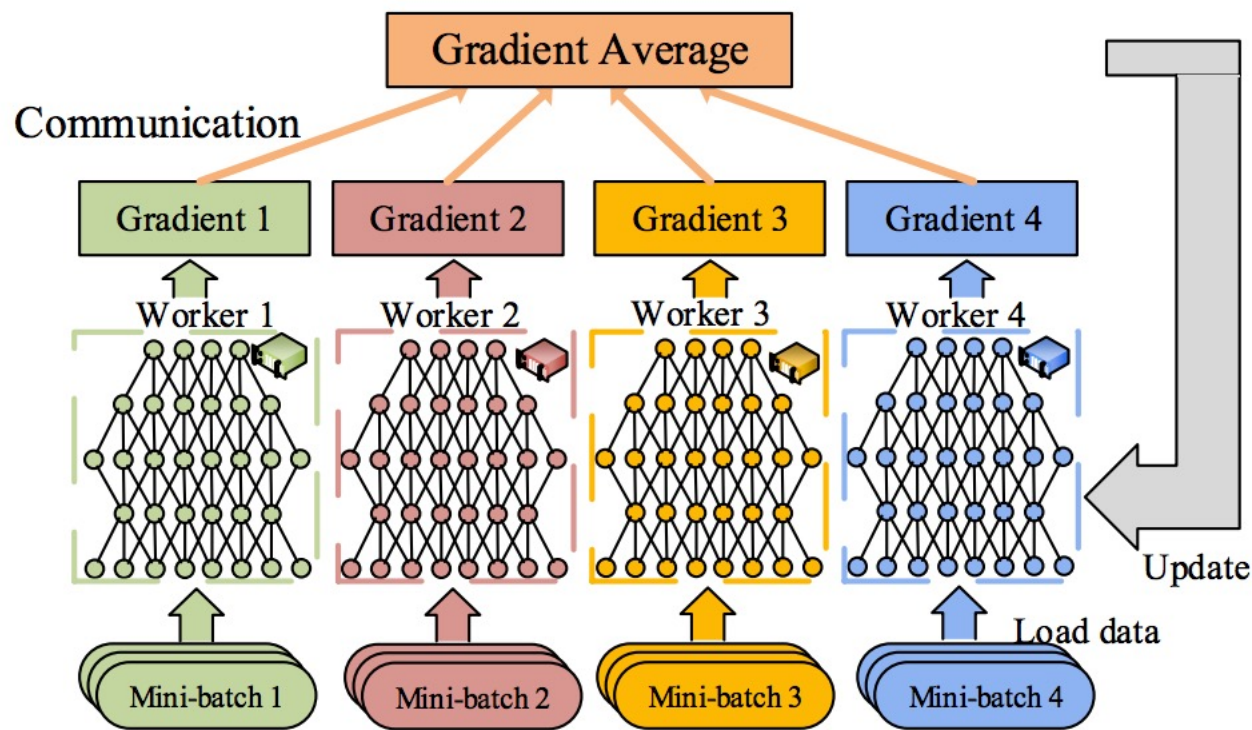 Gradient Average
Communication
Gradient 1
Gradient 2
Gradient 3
Gradient 4
Worker 1
Worker 2
Worker 3
Worker 4
Update
Load data
Mini-batch 1
Mini-batch 2
Mini-batch 3
Mini-batch 4